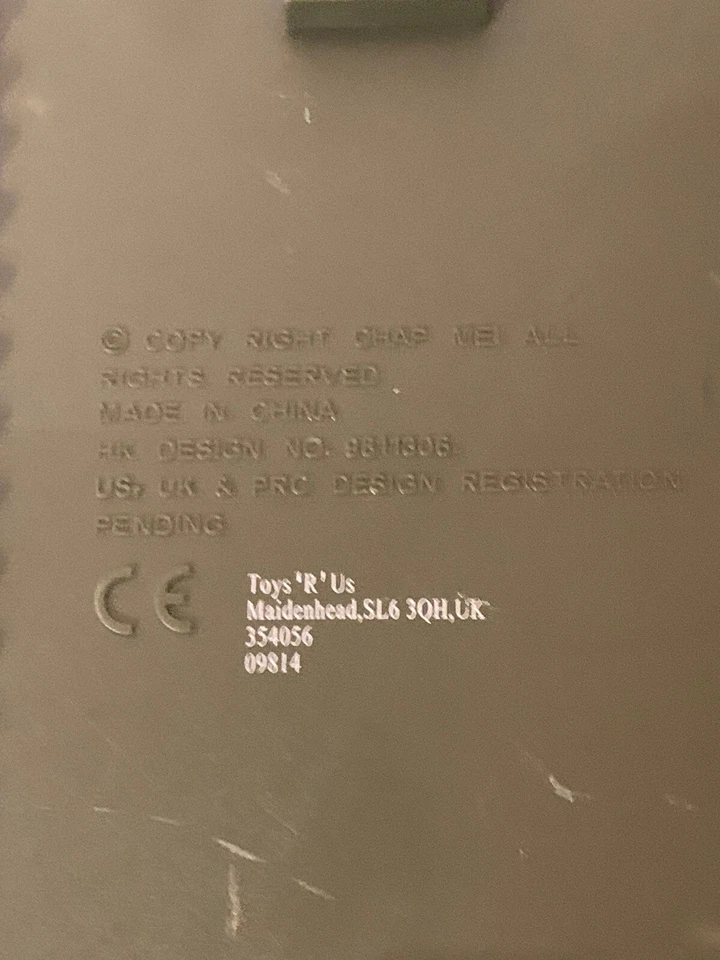 © COPY RIGHT CHAP MEI ALL
RIGHTS RESERVED
MADE IN CHINA
HK DESIGN NO. 9811306
US, UK & PRC DESIGN REGISTRATION
PENDING
CE
Toys 'R' Us
Maidenhead,SL6 3QH,UK
354056
09814